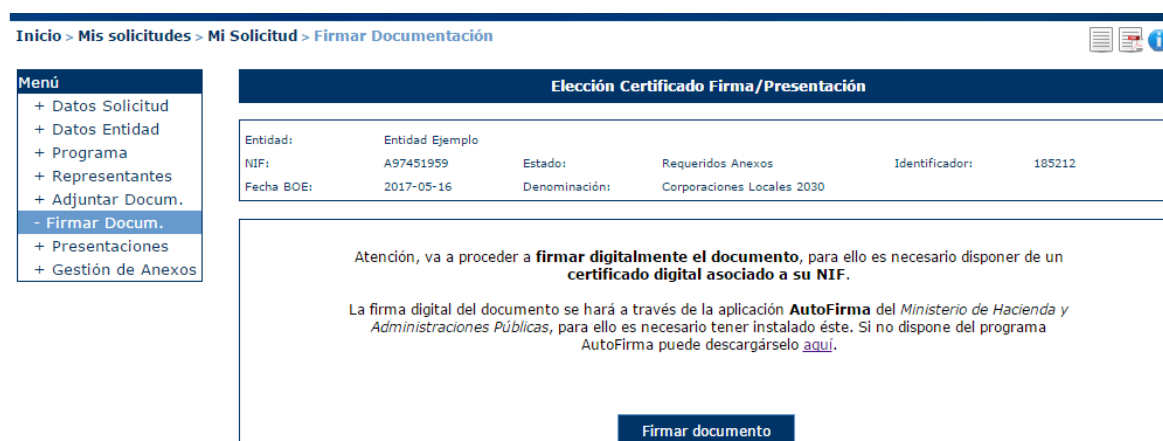 Inicio > Mis solicitudes > Mi Solicitud > Firmar Documentación
Menú
+ Datos Solicitud
+ Datos Entidad
+ Programa
+ Representantes
+ Adjuntar Docum.
- Firmar Docum.
+ Presentaciones
+ Gestión de Anexos
Elección Certificado Firma/Presentación
Entidad: Entidad Ejemplo
NIF: A97451959 Estado: Requeridos Anexos Identificador: 185212
Fecha BOE: 2017-05-16 Denominación: Corporaciones Locales 2030
Atención, va a proceder a firmar digitalmente el documento, para ello es necesario disponer de un
certificado digital asociado a su NIF.
La firma digital del documento se hará a través de la aplicación AutoFirma del Ministerio de Hacienda y
Administraciones Públicas, para ello es necesario tener instalado éste. Si no dispone del programa
AutoFirma puede descargárselo aquí.
Firmar documento